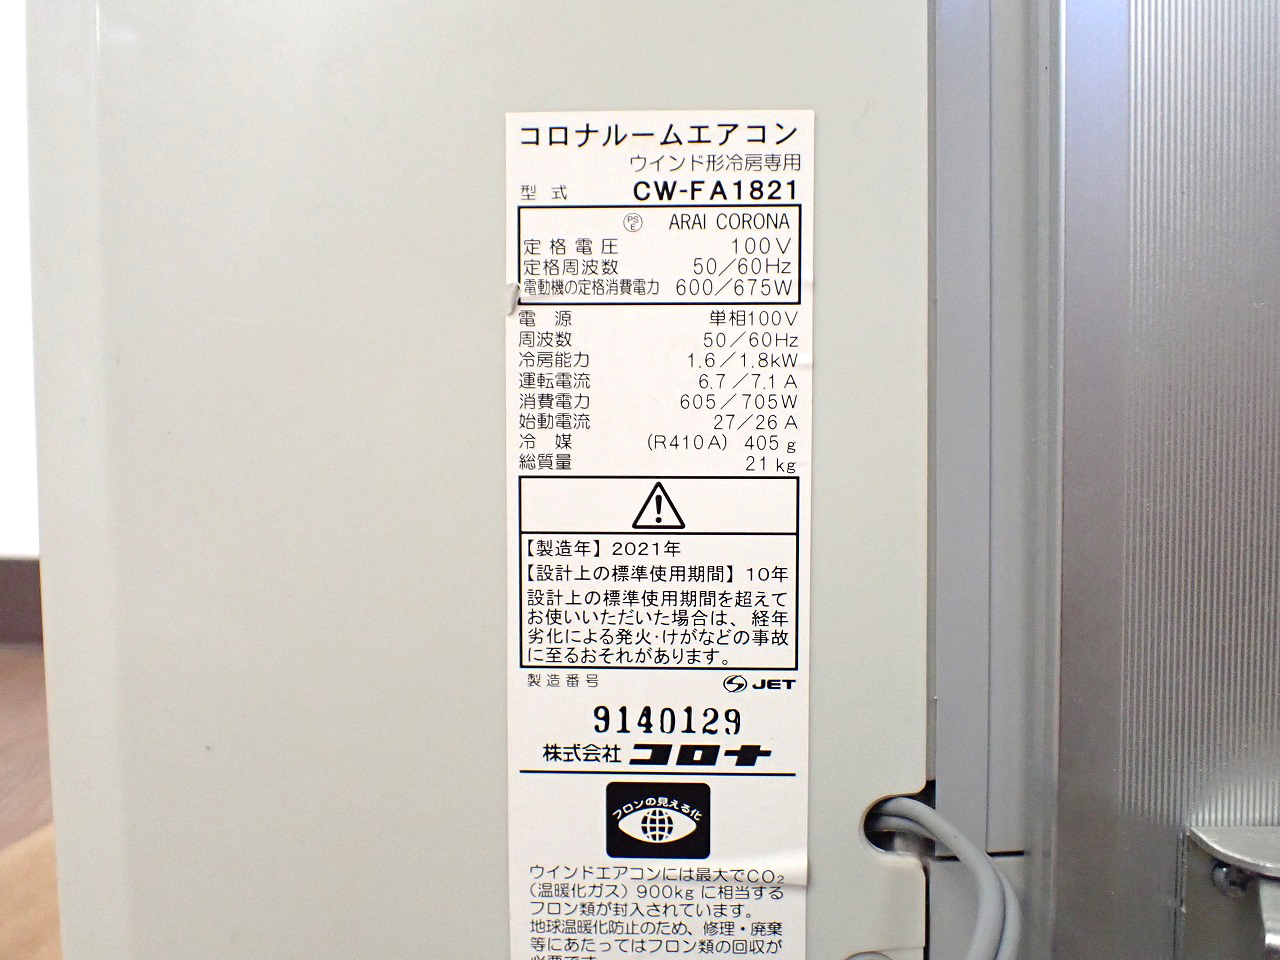 コロナルームエアコン
ウインド形冷房専用
型式 CW-FA1821
PSE ARAI CORONA
定格電圧 100V
定格周波数 50/60Hz
電動機の定格消費電力 600/675W
電源 単相100V
周波数 50/60Hz
冷房能力 1.6/1.8kW
運転電流 6.7/7.1A
消費電力 605/705W
始動電流 27/26A
冷媒 (R410A) 405g
総質量 21kg
【製造年】2021年
【設計上の標準使用期間】10年
設計上の標準使用期間を超えて
お使いいただいた場合は、経年
劣化による発火・けがなどの事故
に至るおそれがあります。
製造番号 JET
9140129
株式会社コロナ
フロンの見える化
ウインドエアコンには最大でCO₂
(温暖化ガス)900kgに相当する
フロン類が封入されています。
地球温暖化防止のため、修理・廃棄
等にあたってはフロン類の回収が
必要です。